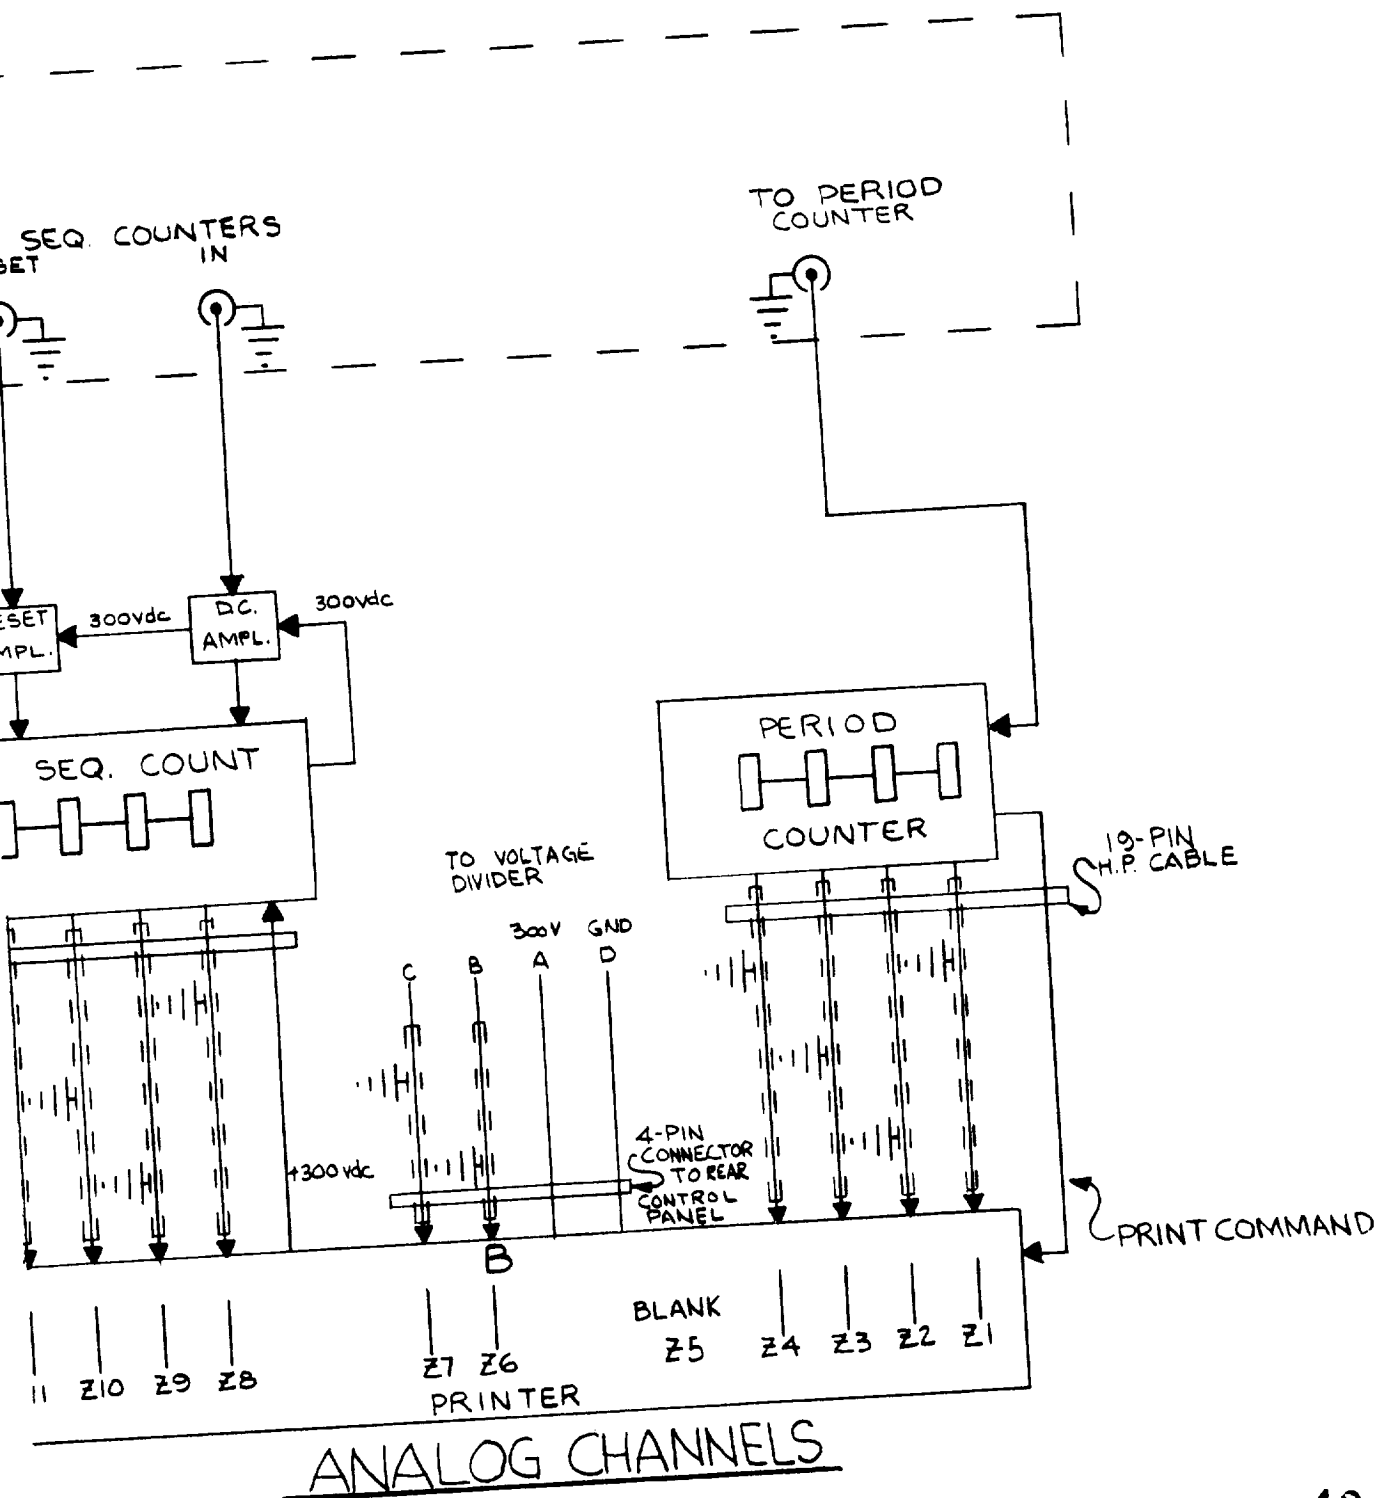 TO PERIOD
COUNTER
SEQ. COUNTERS
IN
300vdc
D.C.
AMPL.
300vdc
SEQ. COUNT
PERIOD
COUNTER
19-PIN
H.P. CABLE
TO VOLTAGE
DIVIDER
300V GND
C B A D
+300 vdc
4-PIN
CONNECTOR
TO REAR
CONTROL
PANEL
PRINT COMMAND
B
BLANK
11 Z10 Z9 Z8 Z7 Z6 Z5 Z4 Z3 Z2 Z1
PRINTER
ANALOG CHANNELS